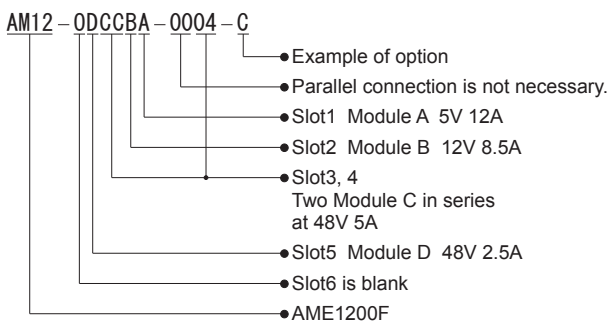 AM12-0DCCBA-0004-C
Example of option
Parallel connection is not necessary.
Slot1 Module A 5V 12A
Slot2 Module B 12V 8.5A
Slot3, 4
Two Module C in series
at 48V 5A
Slot5 Module D 48V 2.5A
Slot6 is blank
AME1200F